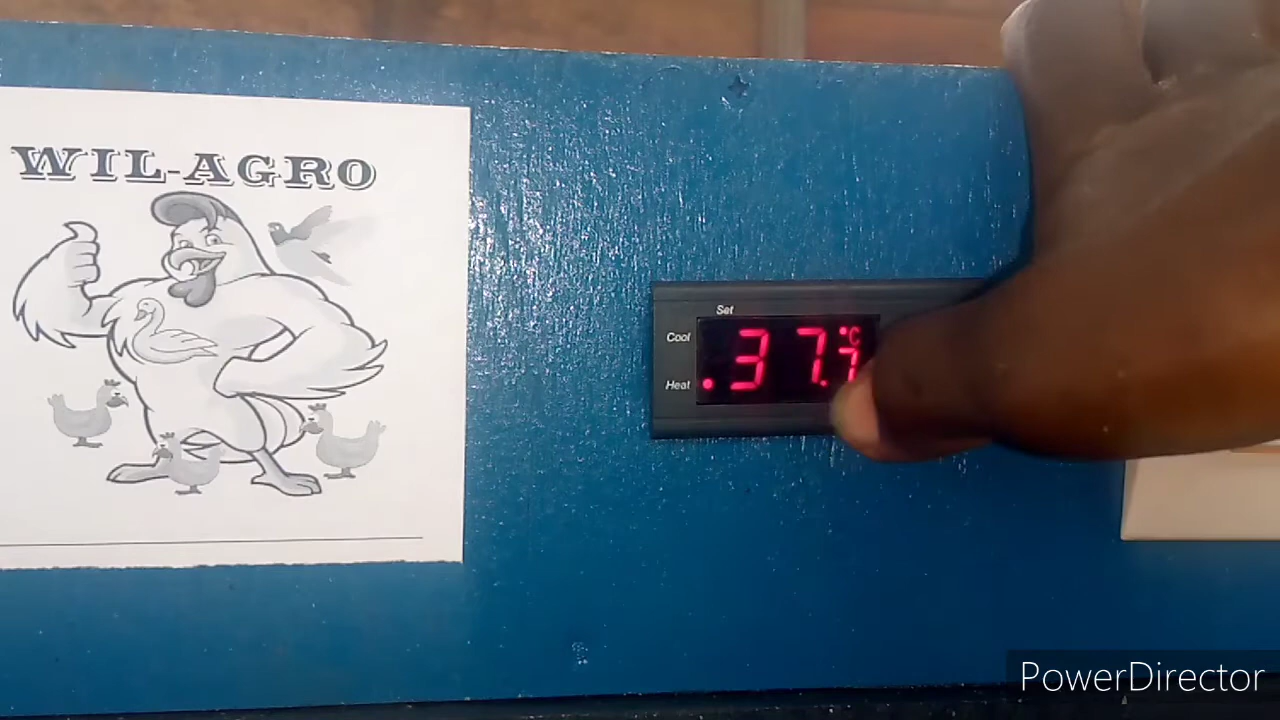 WIL-AGRO
Set
Cool
Heat
.37.7
°C
PowerDirector